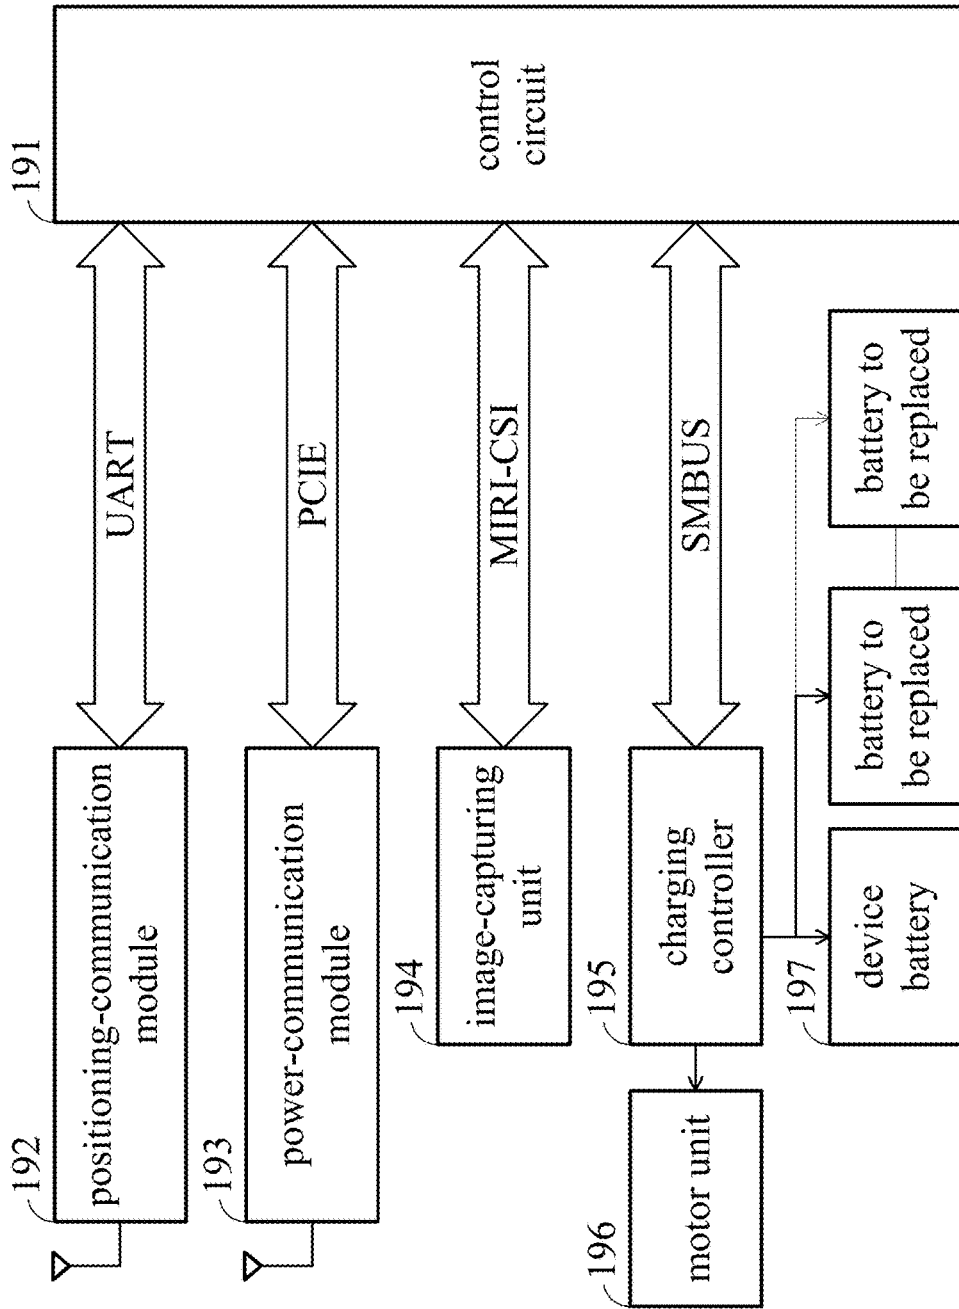 191
control
circuit
UART
PCIE
MIRI-CSI
SMBUS
192
positioning-communication
module
193
power-communication
module
194
image-capturing
unit
195
charging
controller
196
motor unit
197
device
battery
battery to
be replaced
battery to
be replaced